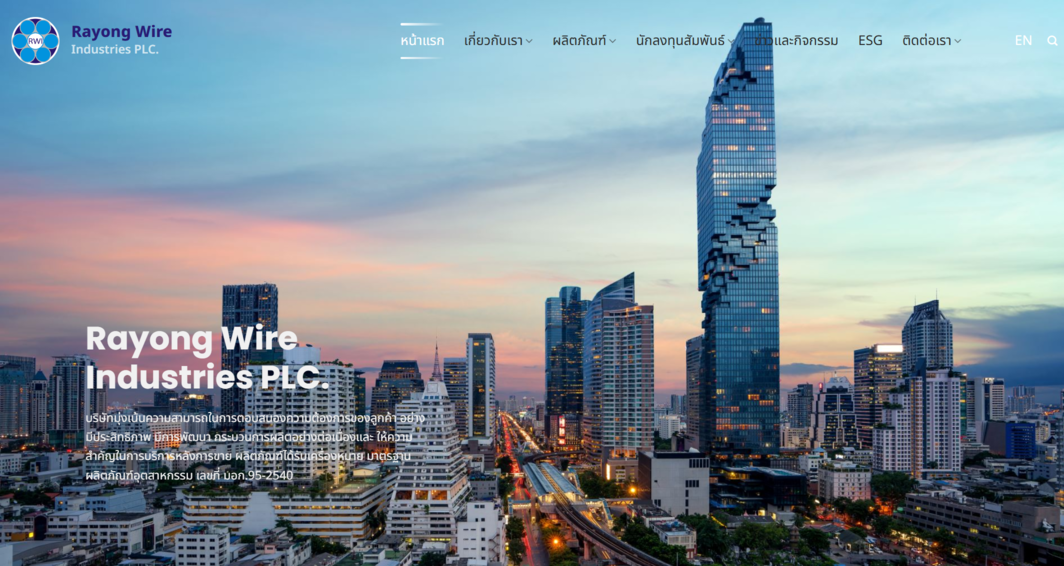 RWI
Rayong Wire
Industries PLC.
หน้าแรก
เกี่ยวกับเรา
ผลิตภัณฑ์
นักลงทุนสัมพันธ์
ข่าวและกิจกรรม
ESG
ติดต่อเรา
EN
Rayong Wire
Industries PLC.
บริษัทมุ่งเน้นความสามารถในการตอบสนองความต้องการของลูกค้า อย่าง
มีประสิทธิภาพ มีการพัฒนา กระบวนการผลิตอย่างต่อเนื่องและ ให้ความ
สำคัญในการบริการหลังการขาย ผลิตภัณฑ์ได้รับเครื่องหมาย มาตรฐาน
ผลิตภัณฑ์อุตสาหกรรม เลขที่ มอก.95-2540